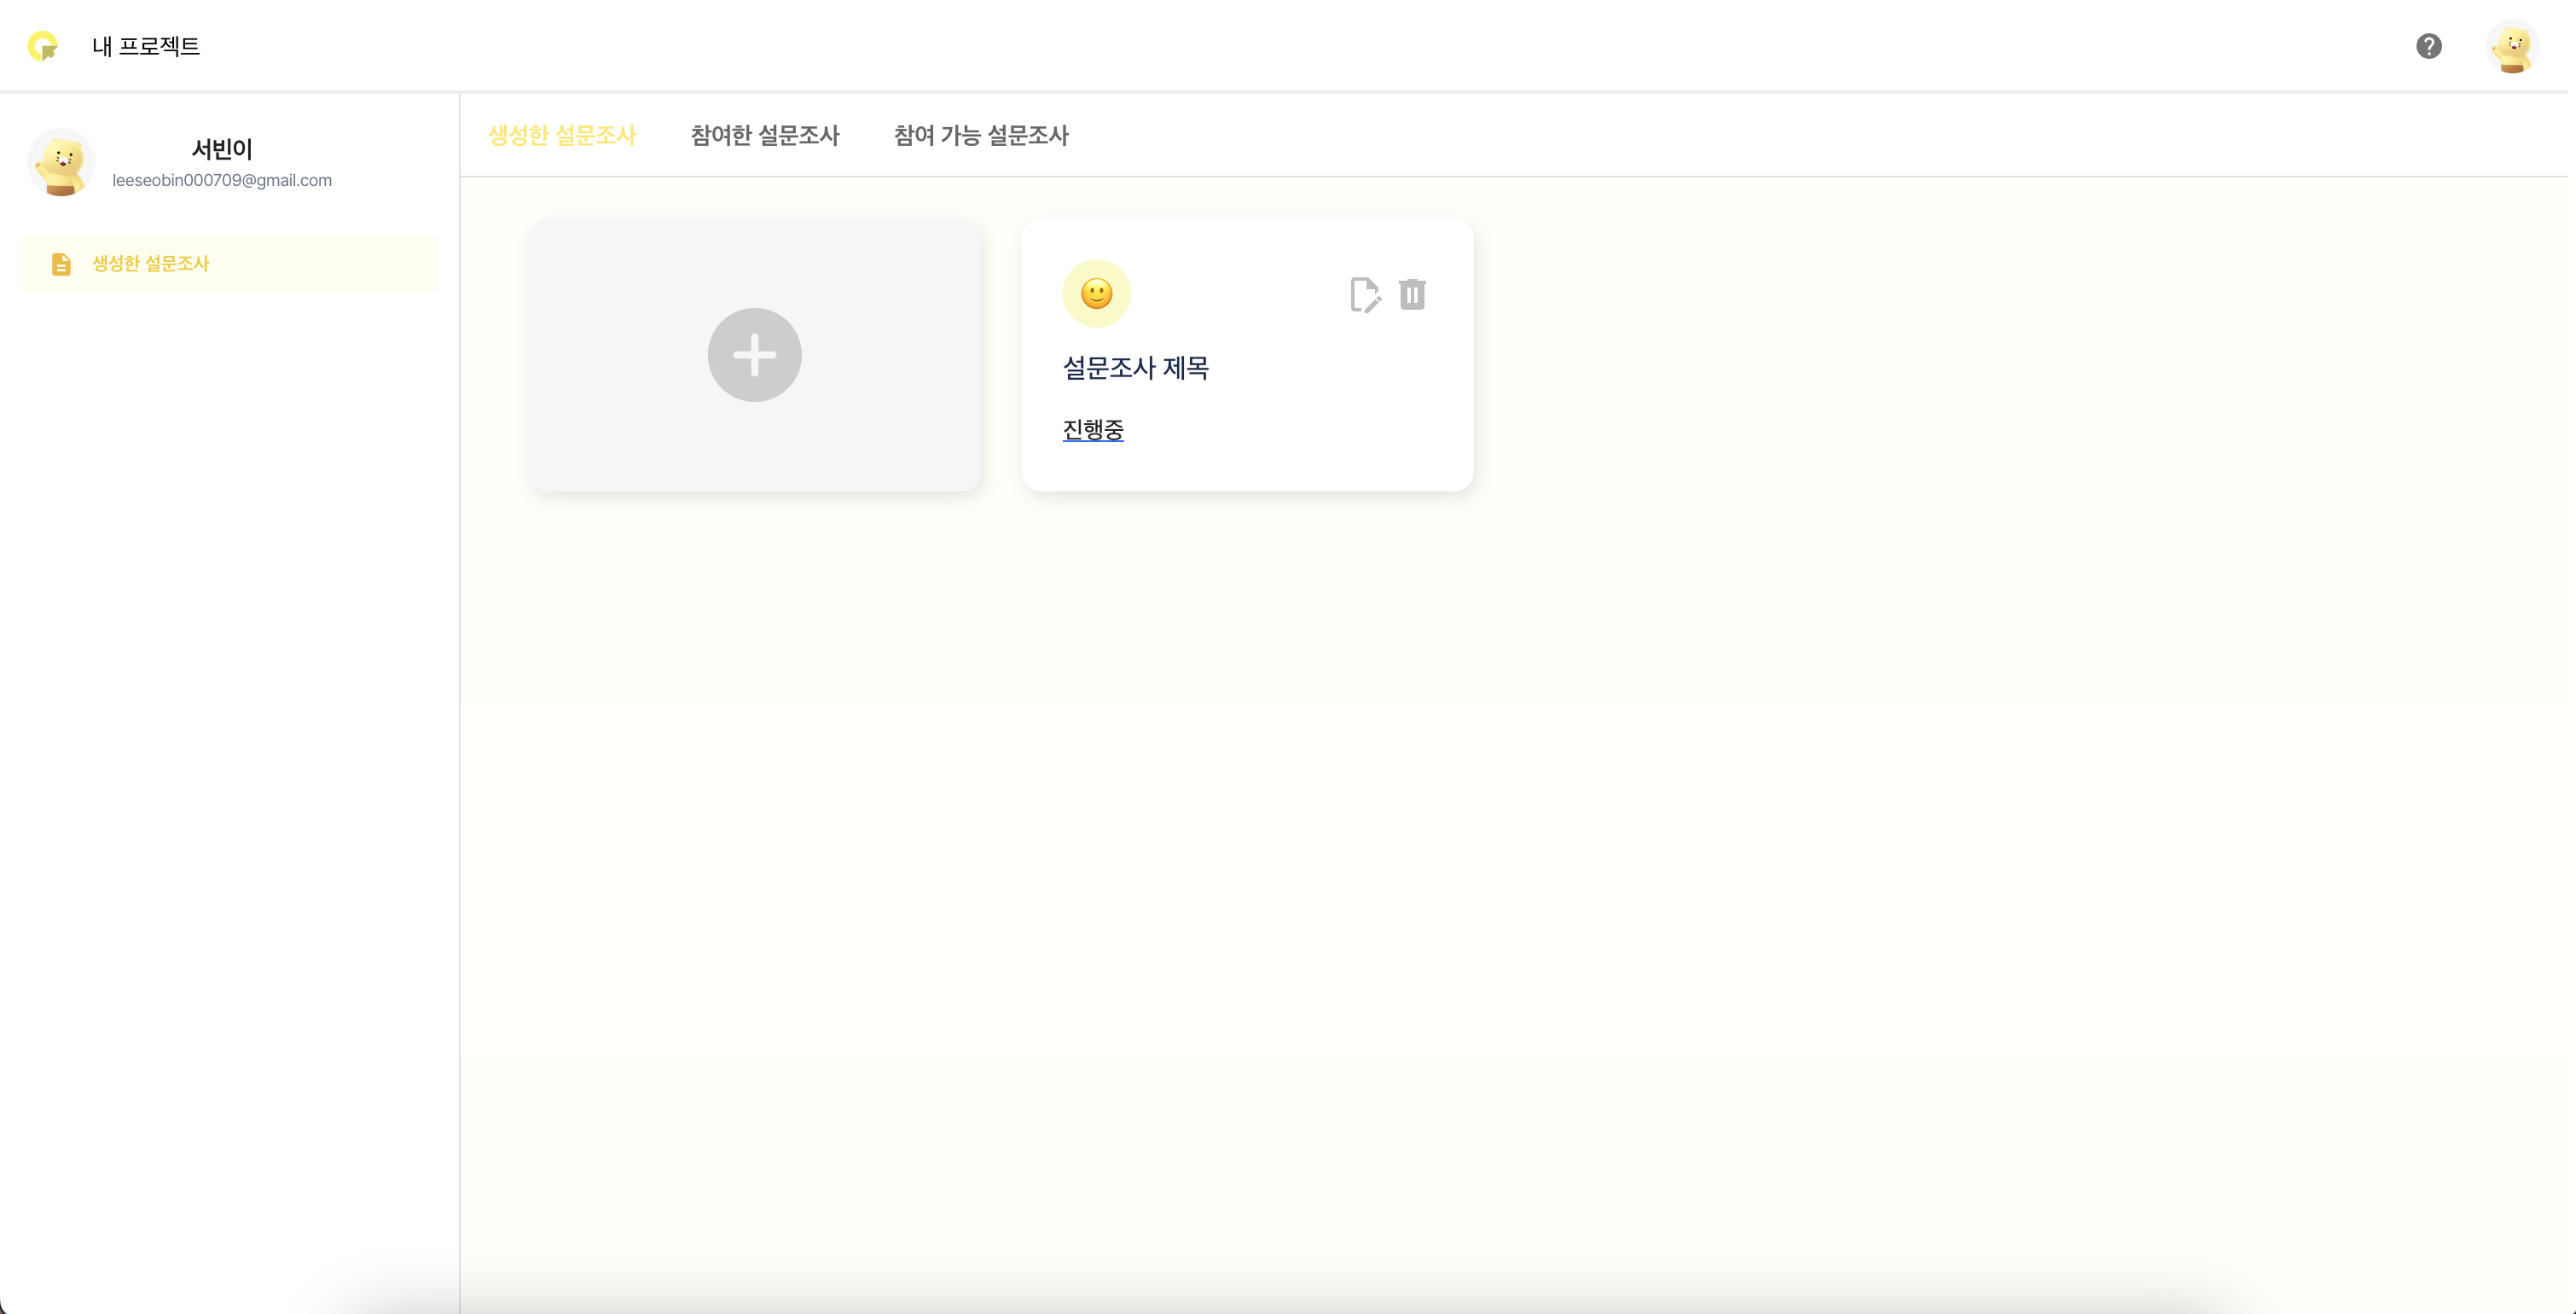 내 프로젝트
서빈이
leeseobin000709@gmail.com
생성한 설문조사
생성한 설문조사
참여한 설문조사
참여 가능 설문조사
설문조사 제목
진행중